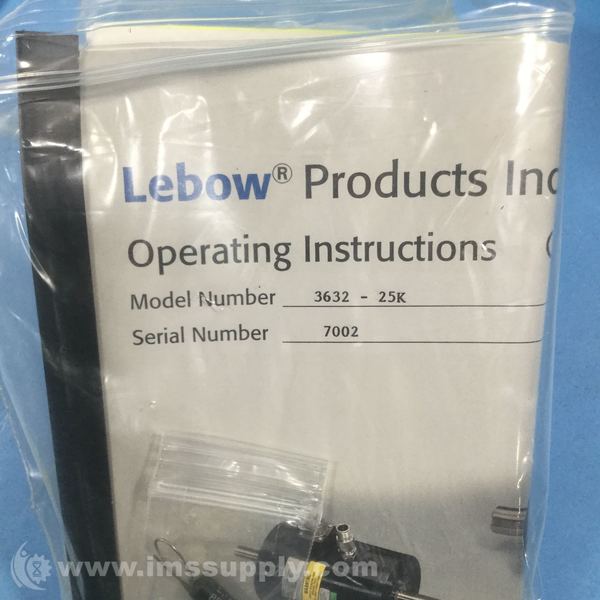 Lebow® Products Inc
Operating Instructions
Model Number 3632 - 25K
Serial Number 7002
www.imssupply.com